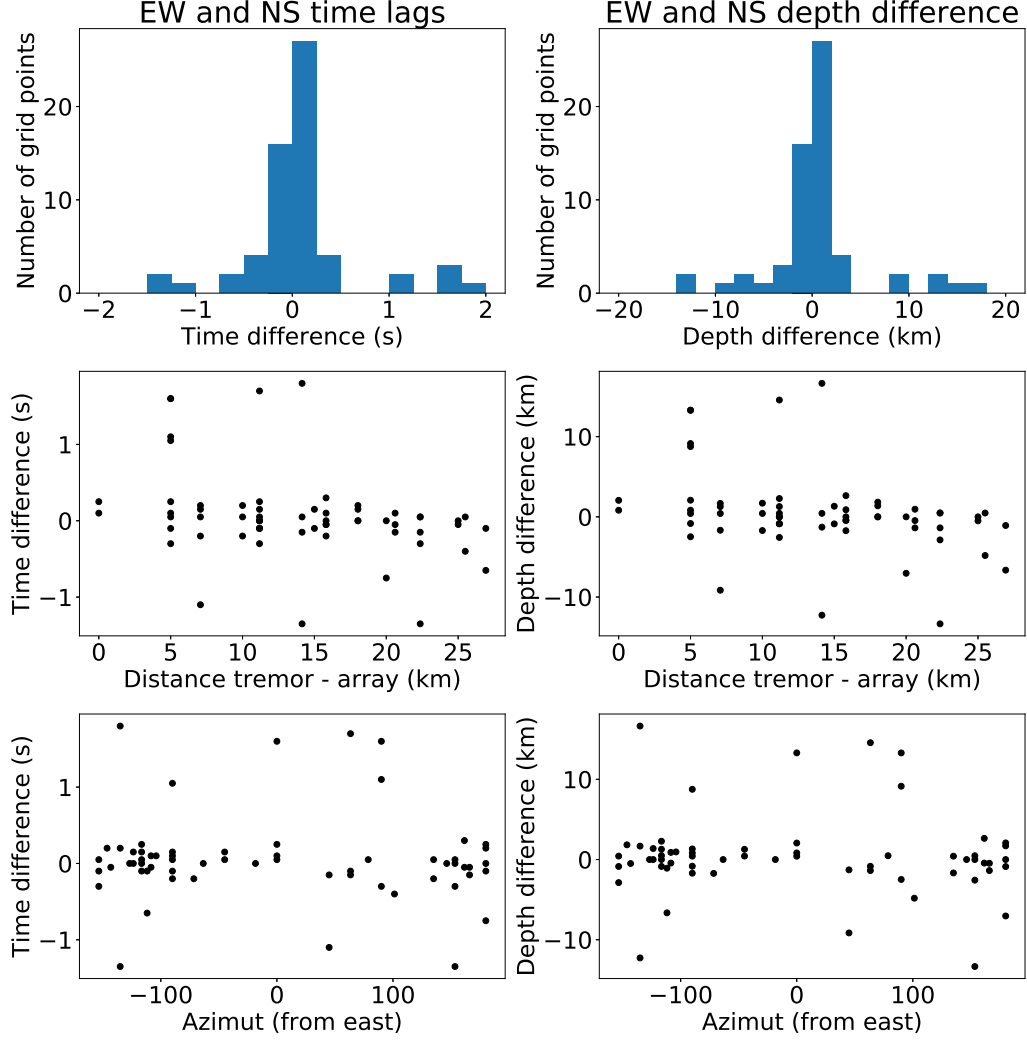 EW and NS time lags
Number of grid points
20
10
0
−2 −1 0 1 2
Time difference (s)
EW and NS depth difference
Number of grid points
20
10
0
−20 −10 0 10 20
Depth difference (km)
Time difference (s)
1
0
−1
0 5 10 15 20 25
Distance tremor - array (km)
Depth difference (km)
10
0
−10
0 5 10 15 20 25
Distance tremor - array (km)
Time difference (s)
1
0
−1
−100 0 100
Azimut (from east)
Depth difference (km)
10
0
−10
−100 0 100
Azimut (from east)